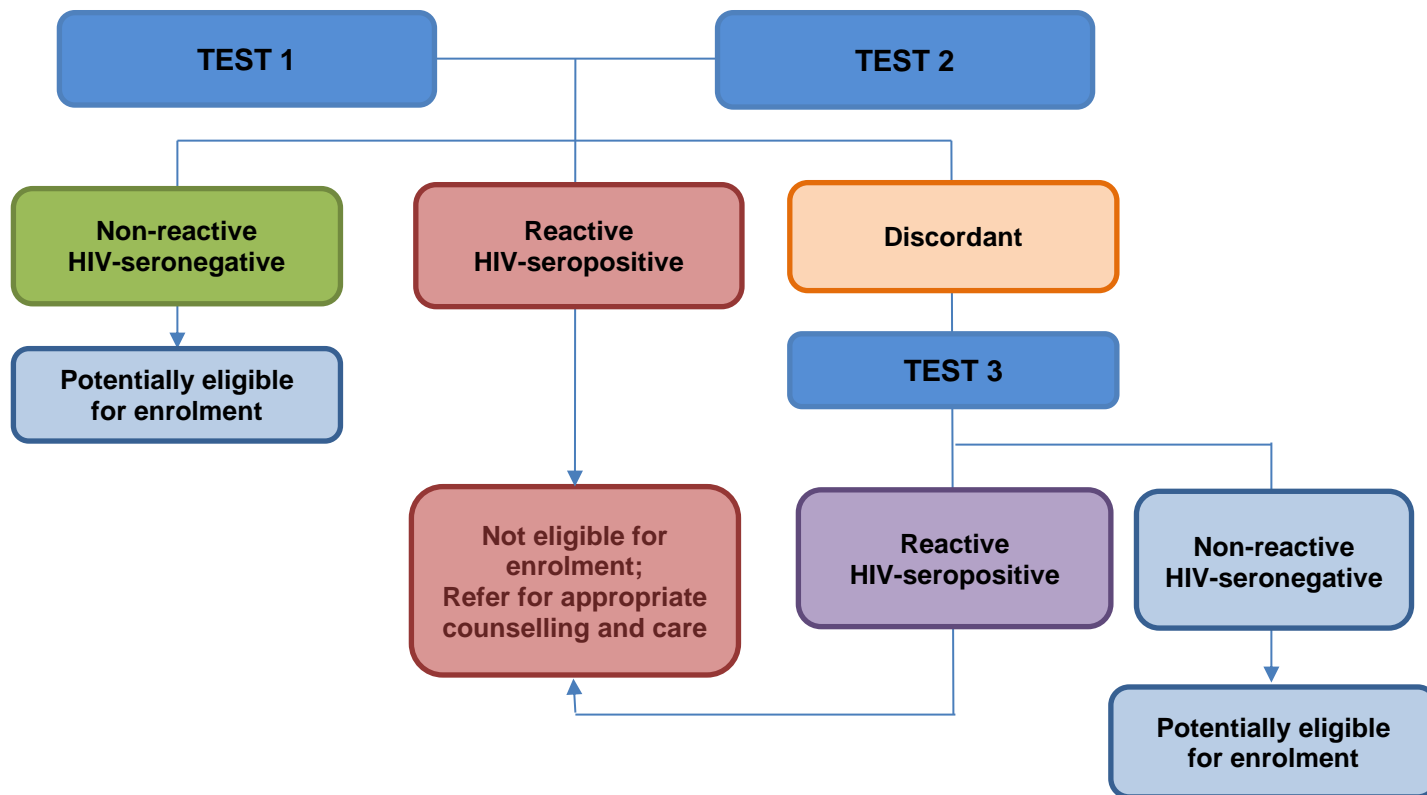 TEST 1
TEST 2
Non-reactive
HIV-seronegative
Reactive
HIV-seropositive
Discordant
Potentially eligible
for enrolment
TEST 3
Not eligible for
enrolment;
Refer for appropriate
counselling and care
Reactive
HIV-seropositive
Non-reactive
HIV-seronegative
Potentially eligible
for enrolment